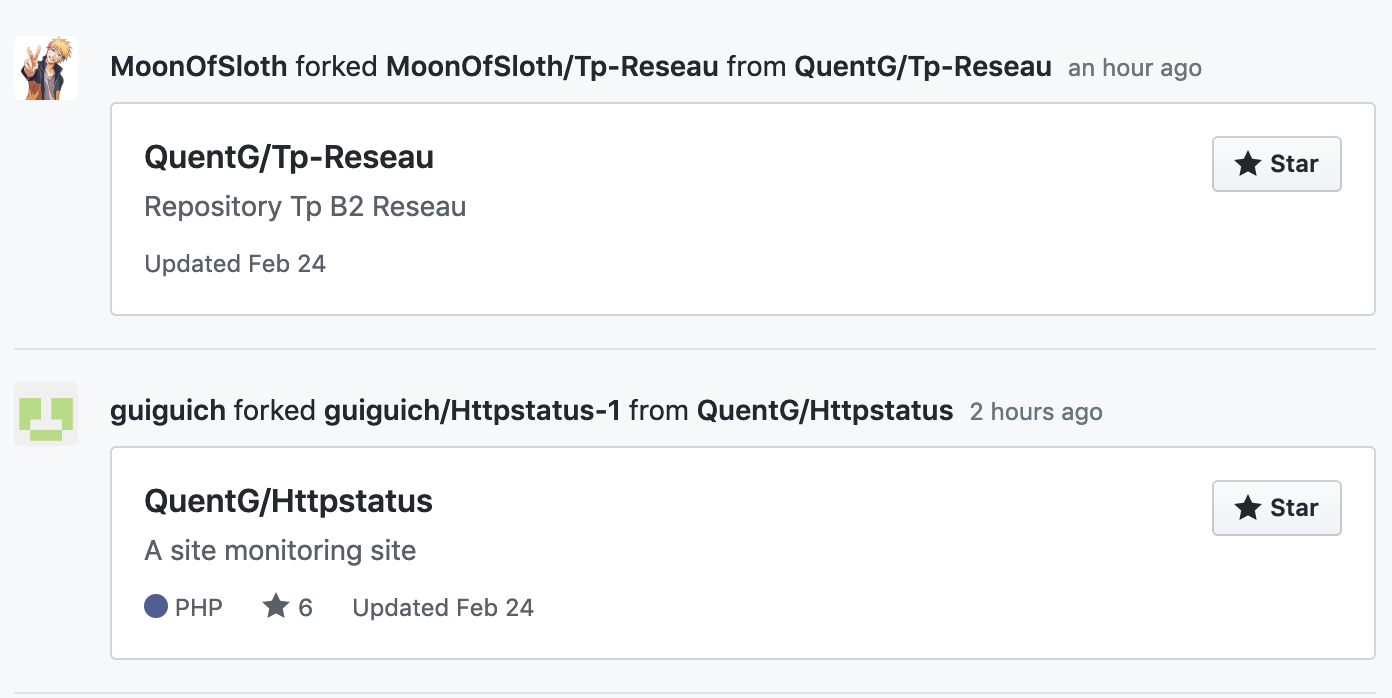 MoonOfSloth forked MoonOfSloth/Tp-Reseau from QuentG/Tp-Reseau an hour ago
QuentG/Tp-Reseau
Star
Repository Tp B2 Reseau
Updated Feb 24
guiguich forked guiguich/Httpstatus-1 from QuentG/Httpstatus 2 hours ago
QuentG/Httpstatus
Star
A site monitoring site
PHP 6 Updated Feb 24